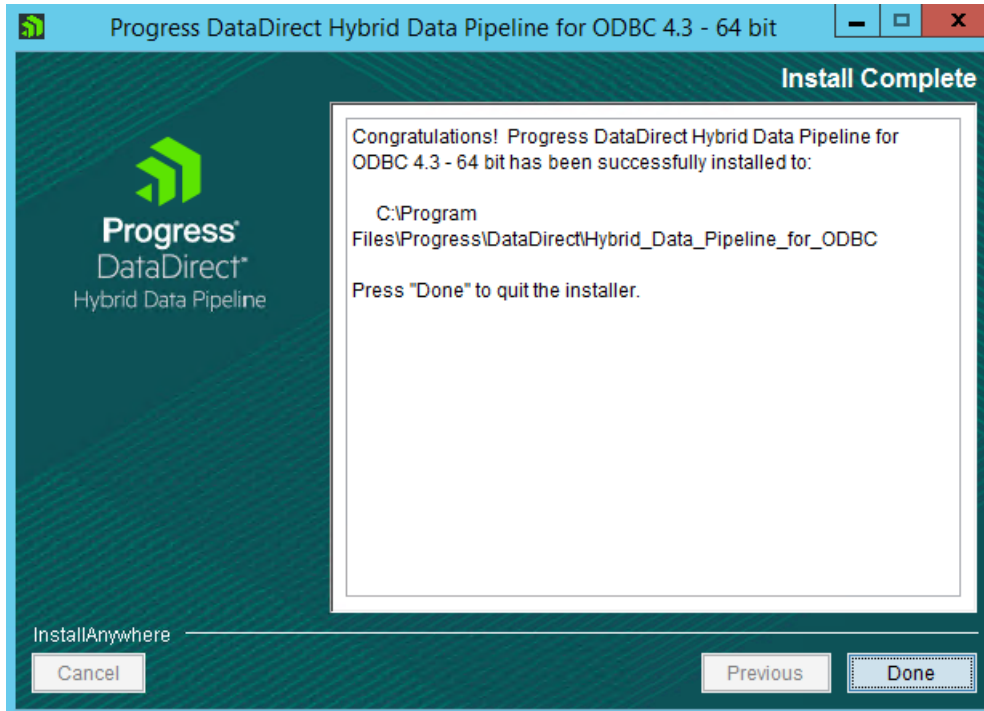 Progress DataDirect Hybrid Data Pipeline for ODBC 4.3 - 64 bit
Install Complete
Congratulations! Progress DataDirect Hybrid Data Pipeline for
ODBC 4.3 - 64 bit has been successfully installed to:
C:\Program
Files\Progress\DataDirect\Hybrid_Data_Pipeline_for_ODBC
Press "Done" to quit the installer.
Progress®
DataDirect®
Hybrid Data Pipeline
InstallAnywhere
Cancel
Previous
Done